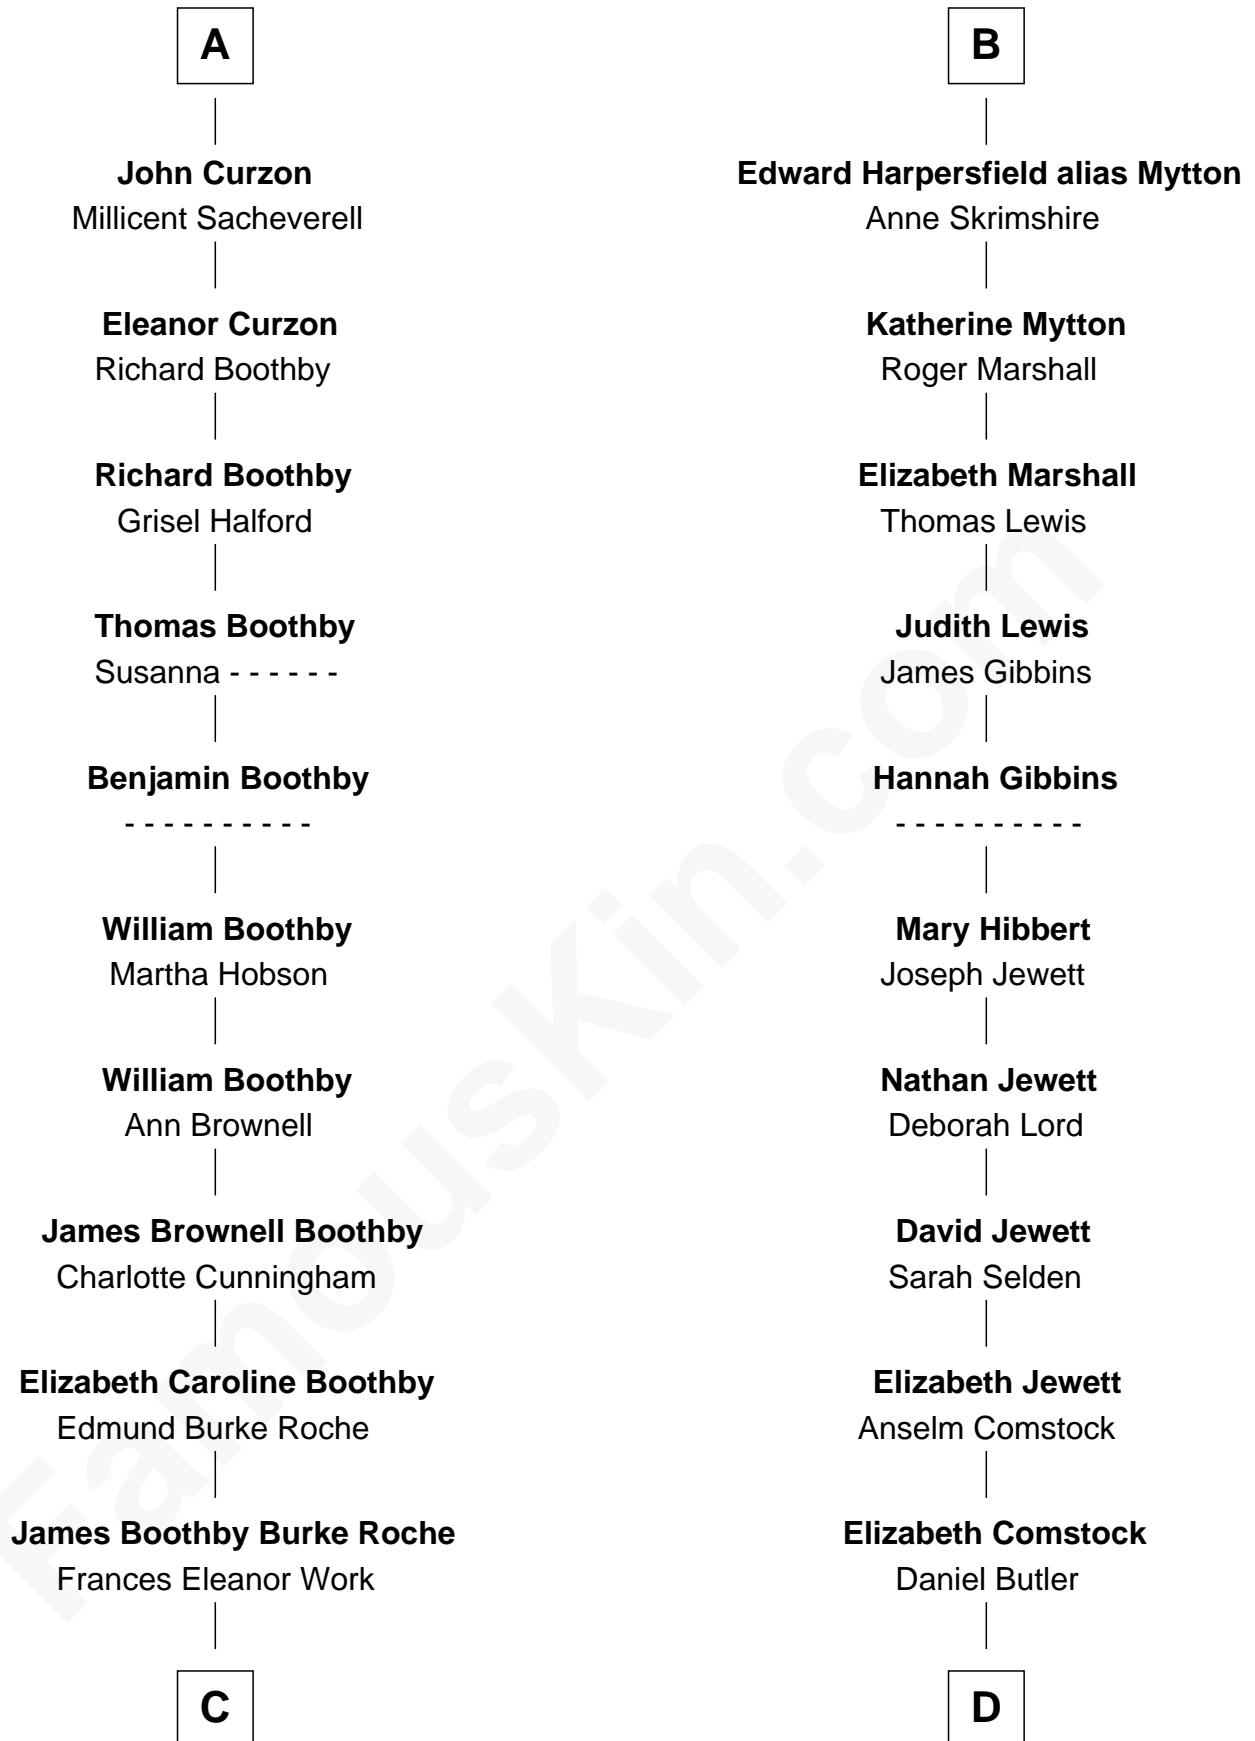 A
John Curzon
Millicent Sacheverell
Eleanor Curzon
Richard Boothby
Richard Boothby
Grisel Halford
Thomas Boothby
Susanna - - - - - -
Benjamin Boothby
- - - - - - - - - -
William Boothby
Martha Hobson
William Boothby
Ann Brownell
James Brownell Boothby
Charlotte Cunningham
Elizabeth Caroline Boothby
Edmund Burke Roche
James Boothby Burke Roche
Frances Eleanor Work
C
B
Edward Harpersfield alias Mytton
Anne Skrimshire
Katherine Mytton
Roger Marshall
Elizabeth Marshall
Thomas Lewis
Judith Lewis
James Gibbins
Hannah Gibbins
- - - - - - - - - -
Mary Hibbert
Joseph Jewett
Nathan Jewett
Deborah Lord
David Jewett
Sarah Selden
Elizabeth Jewett
Anselm Comstock
Elizabeth Comstock
Daniel Butler
D
FamousKin.com